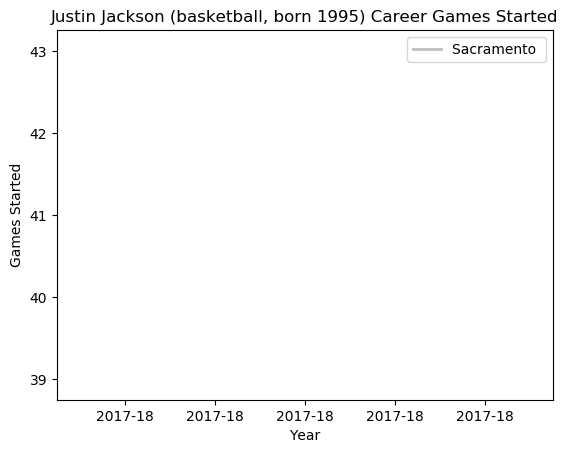 Justin Jackson (basketball, born 1995) Career Games Started
Sacramento
43
42
41
40
39
Games Started
2017-18 2017-18 2017-18 2017-18 2017-18
Year